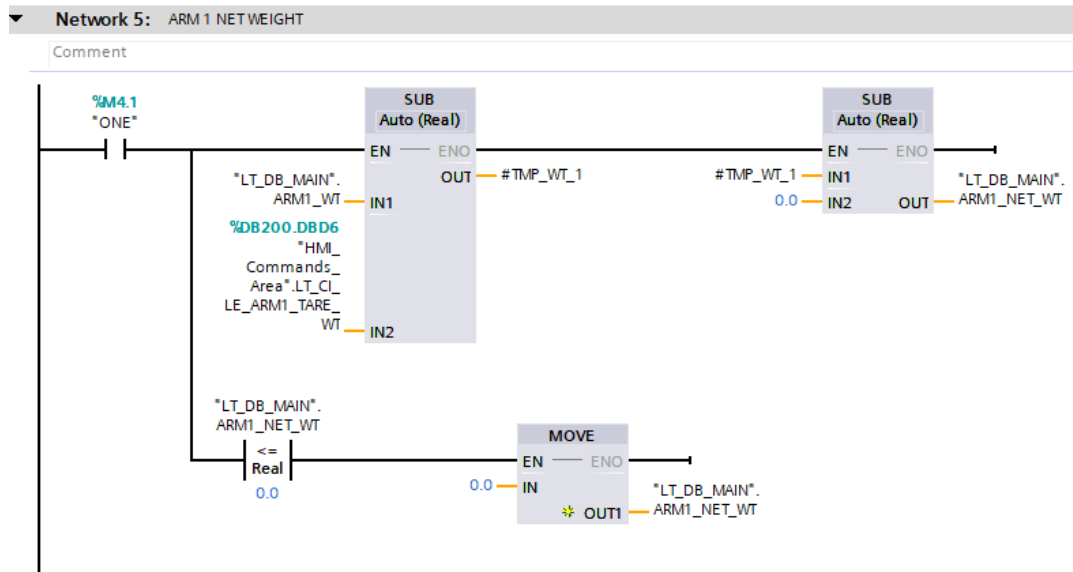 Network 5: ARM 1 NET WEIGHT
Comment
%M4.1
"ONE"
SUB
Auto (Real)
EN
ENO
"LT_DB_MAIN".
ARM1_WT
IN1
OUT
#TMP_WT_1
%DB200.DBD6
"HMI_
Commands_
Area".LT_CI_
LE_ARM1_TARE_
WT
IN2
SUB
Auto (Real)
EN
ENO
#TMP_WT_1
IN1
0.0
IN2
OUT
"LT_DB_MAIN".
ARM1_NET_WT
"LT_DB_MAIN".
ARM1_NET_WT
<=
Real
0.0
MOVE
EN
ENO
0.0
IN
OUT1
"LT_DB_MAIN".
ARM1_NET_WT